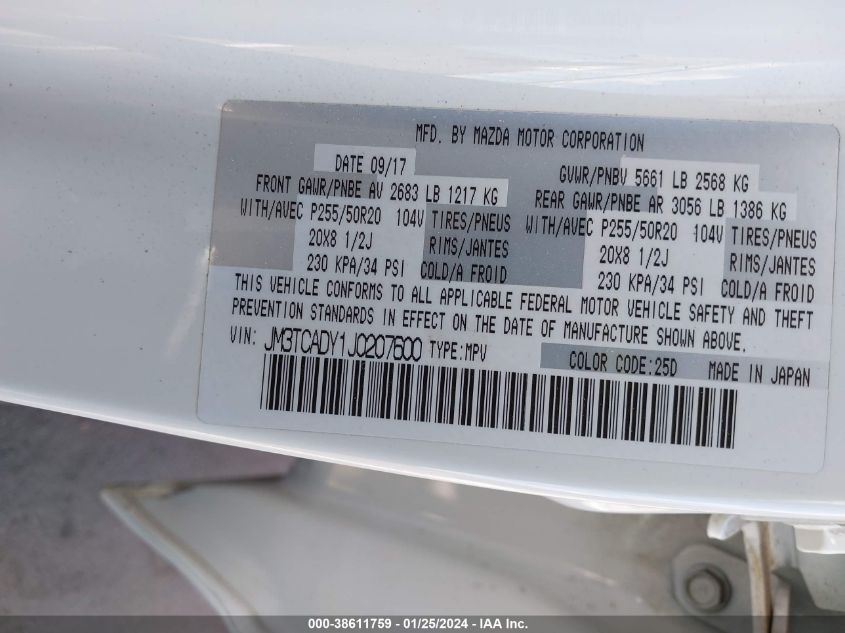 MFD. BY MAZDA MOTOR CORPORATION
DATE 09/17 GVWR/PNBV 5661 LB 2568 KG
FRONT GAWR/PNBE AV 2683 LB 1217 KG REAR GAWR/PNBE AR 3056 LB 1386 KG
WITH/AVEC P255/50R20 104V TIRES/PNEUS WITH/AVEC P255/50R20 104V TIRES/PNEUS
20X8 1/2J RIMS/JANTES 20X8 1/2J RIMS/JANTES
230 KPA/34 PSI COLD/A FROID 230 KPA/34 PSI COLD/A FROID
THIS VEHICLE CONFORMS TO ALL APPLICABLE FEDERAL MOTOR VEHICLE SAFETY AND THEFT
PREVENTION STANDARDS IN EFFECT ON THE DATE OF MANUFACTURE SHOWN ABOVE.
VIN: JM3TCADY1J0207600 TYPE:MPV COLOR CODE:25D MADE IN JAPAN
000-38611759 - 01/25/2024 - IAA Inc.